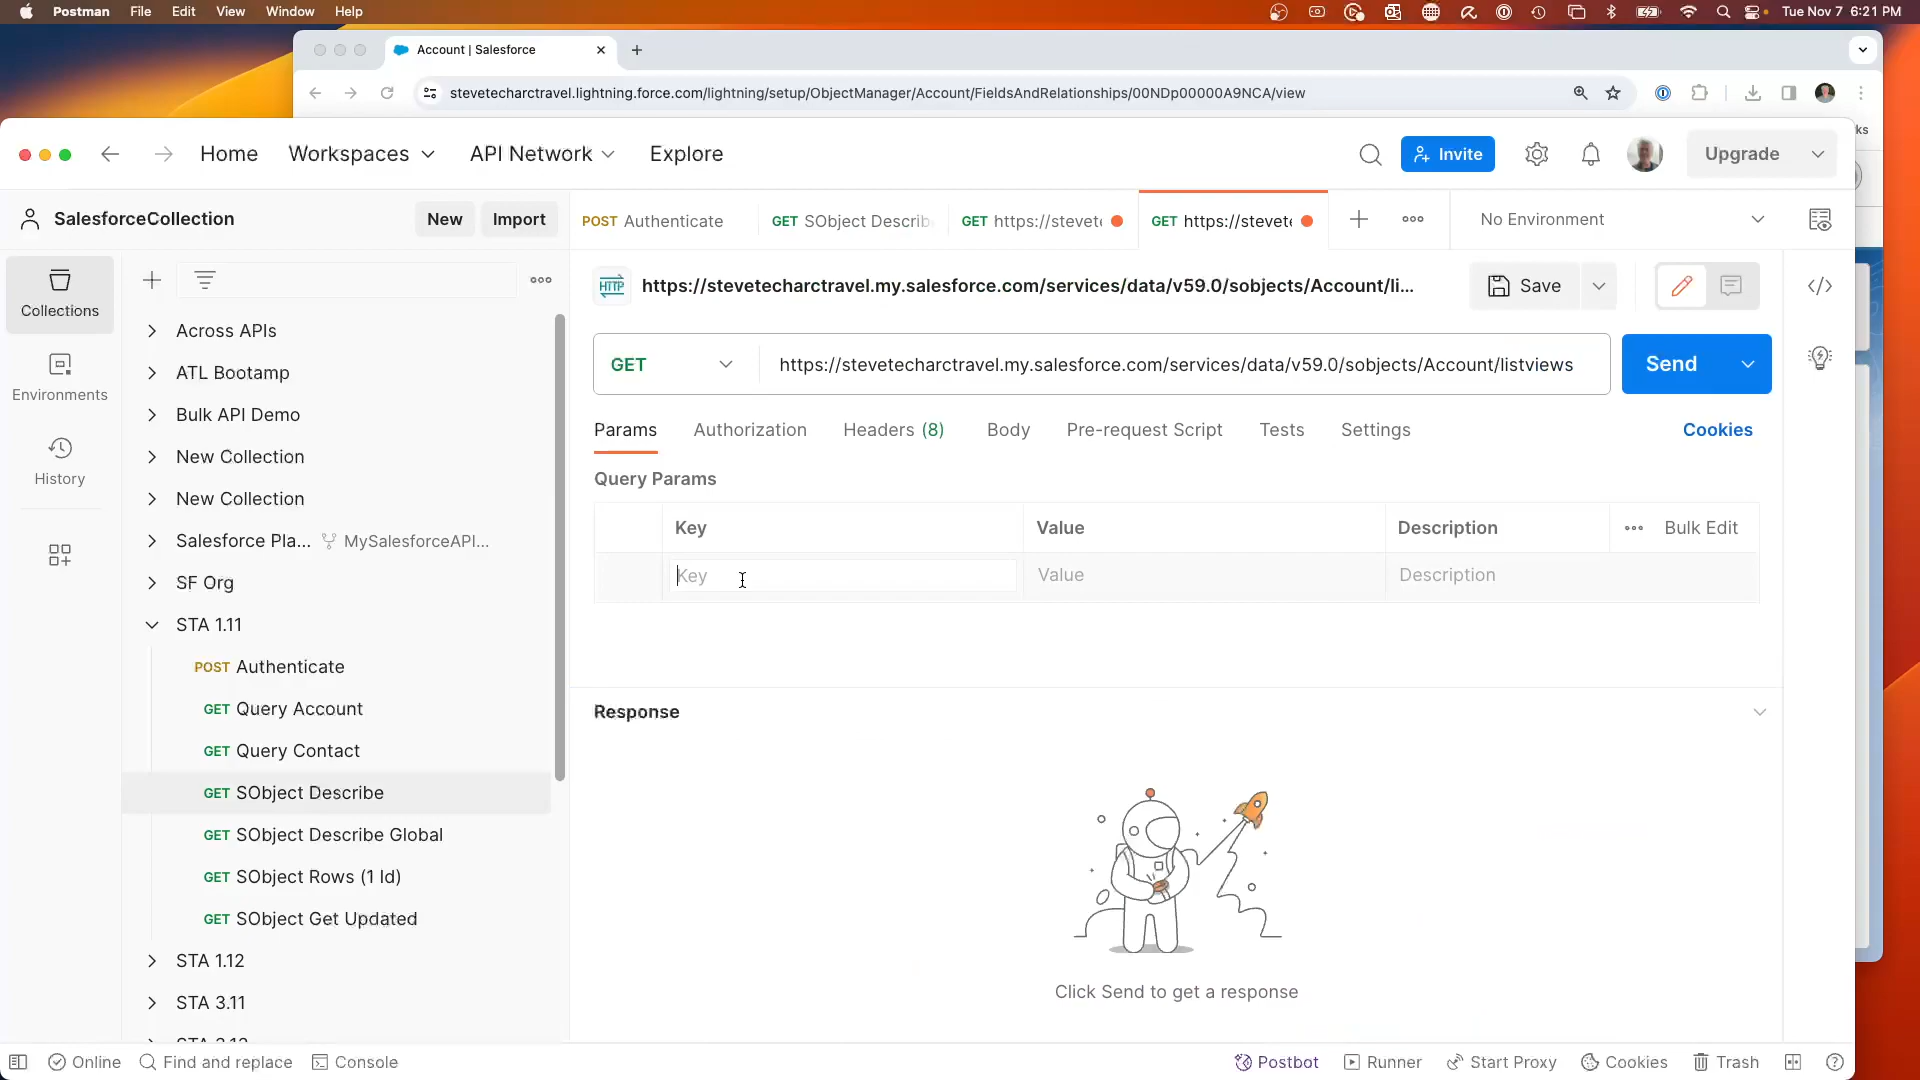 Postman File Edit View Window Help
Tue Nov 7 6:21 PM
Account | Salesforce
stevetecharctravel.lightning.force.com/lightning/setup/ObjectManager/Account/FieldsAndRelationships/00NDp00000A9NCA/view
ks
Home Workspaces API Network Explore
Invite
Upgrade
SalesforceCollection
New Import
POST Authenticate
GET SObject Describ
GET https://stevete
GET https://stevete
No Environment
Collections
Environments
History
Across APIs
ATL Bootamp
Bulk API Demo
New Collection
New Collection
Salesforce Pla... MySalesforceAPI...
SF Org
STA 1.11
POST Authenticate
GET Query Account
GET Query Contact
GET SObject Describe
GET SObject Describe Global
GET SObject Rows (1 Id)
GET SObject Get Updated
STA 1.12
STA 3.11
HTTP https://stevetecharctravel.my.salesforce.com/services/data/v59.0/sobjects/Account/li...
Save
GET https://stevetecharctravel.my.salesforce.com/services/data/v59.0/sobjects/Account/listviews
Send
Params Authorization Headers (8) Body Pre-request Script Tests Settings
Cookies
Query Params
Key Value Description Bulk Edit
Key Value Description
Response
Click Send to get a response
Online Find and replace Console
Postbot Runner Start Proxy Cookies Trash